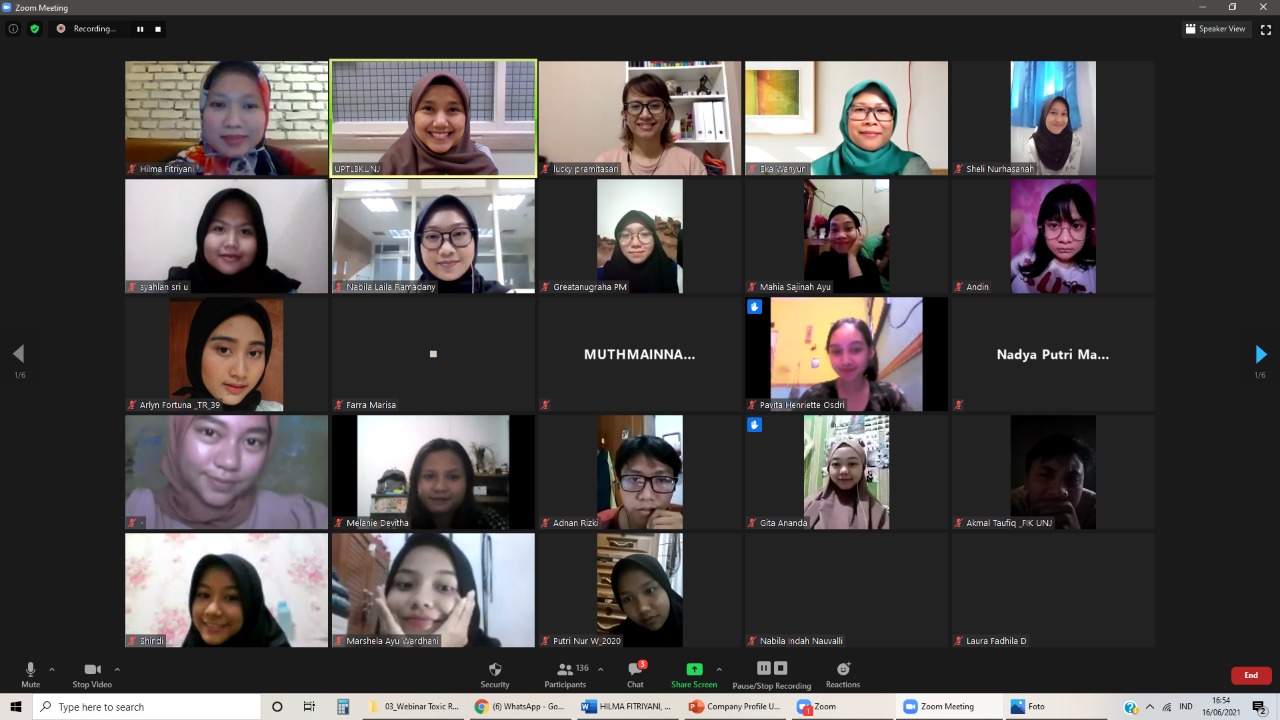 Zoom Meeting
Recording...
Speaker View
Hilma Fitriyani
UPTLBKUNJ
lucky pramitasari
Eka Wahyuni
Sheli Nurhasanah
syahlan sri u
Nabila Laila Ramadany
Greatanugraha PM
Mahia Sajinah Ayu
Andin
Arlyn Fortuna _TR_39
Farra Marisa
MUTHMAINNA...
Pavita Henriette Osdri
Nadya Putri Ma...
1/6
1/6
-
Melanie Devitha
Adnan Rizki
Gita Ananda
Akmal Taufiq _FIK UNJ
Shindi
Marshela Ayu Wardhani
Putri Nur W_2020
Nabila Indah Nauvalli
Laura Fadhila D
Mute
Stop Video
Security
136
Participants
3
Chat
Share Screen
Pause/Stop Recording
Reactions
End
Type here to search
03_Webinar Toxic R...
(6) WhatsApp - Go...
HILMA FITRIYANI, ...
Company Profile U...
1
Zoom
Zoom Meeting
Foto
IND
16:54
16/06/2021
2